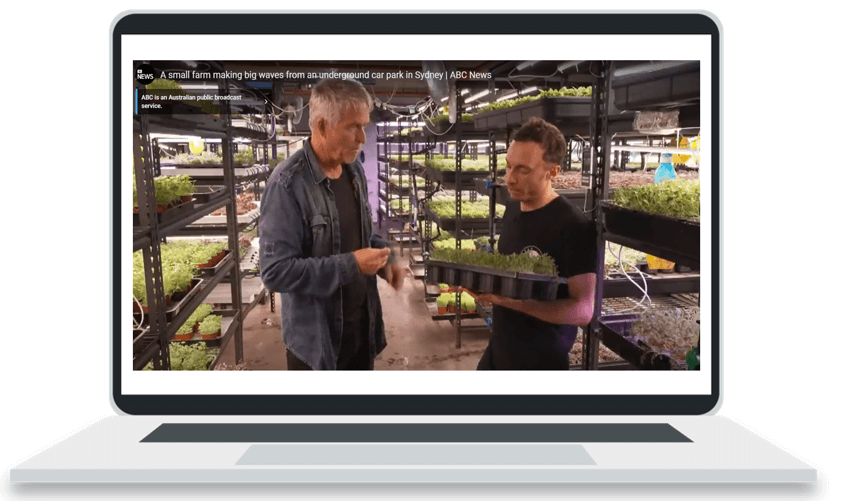 NEWS
A small farm making big waves from an underground car park in Sydney | ABC News
ABC is an Australian public broadcast
service.